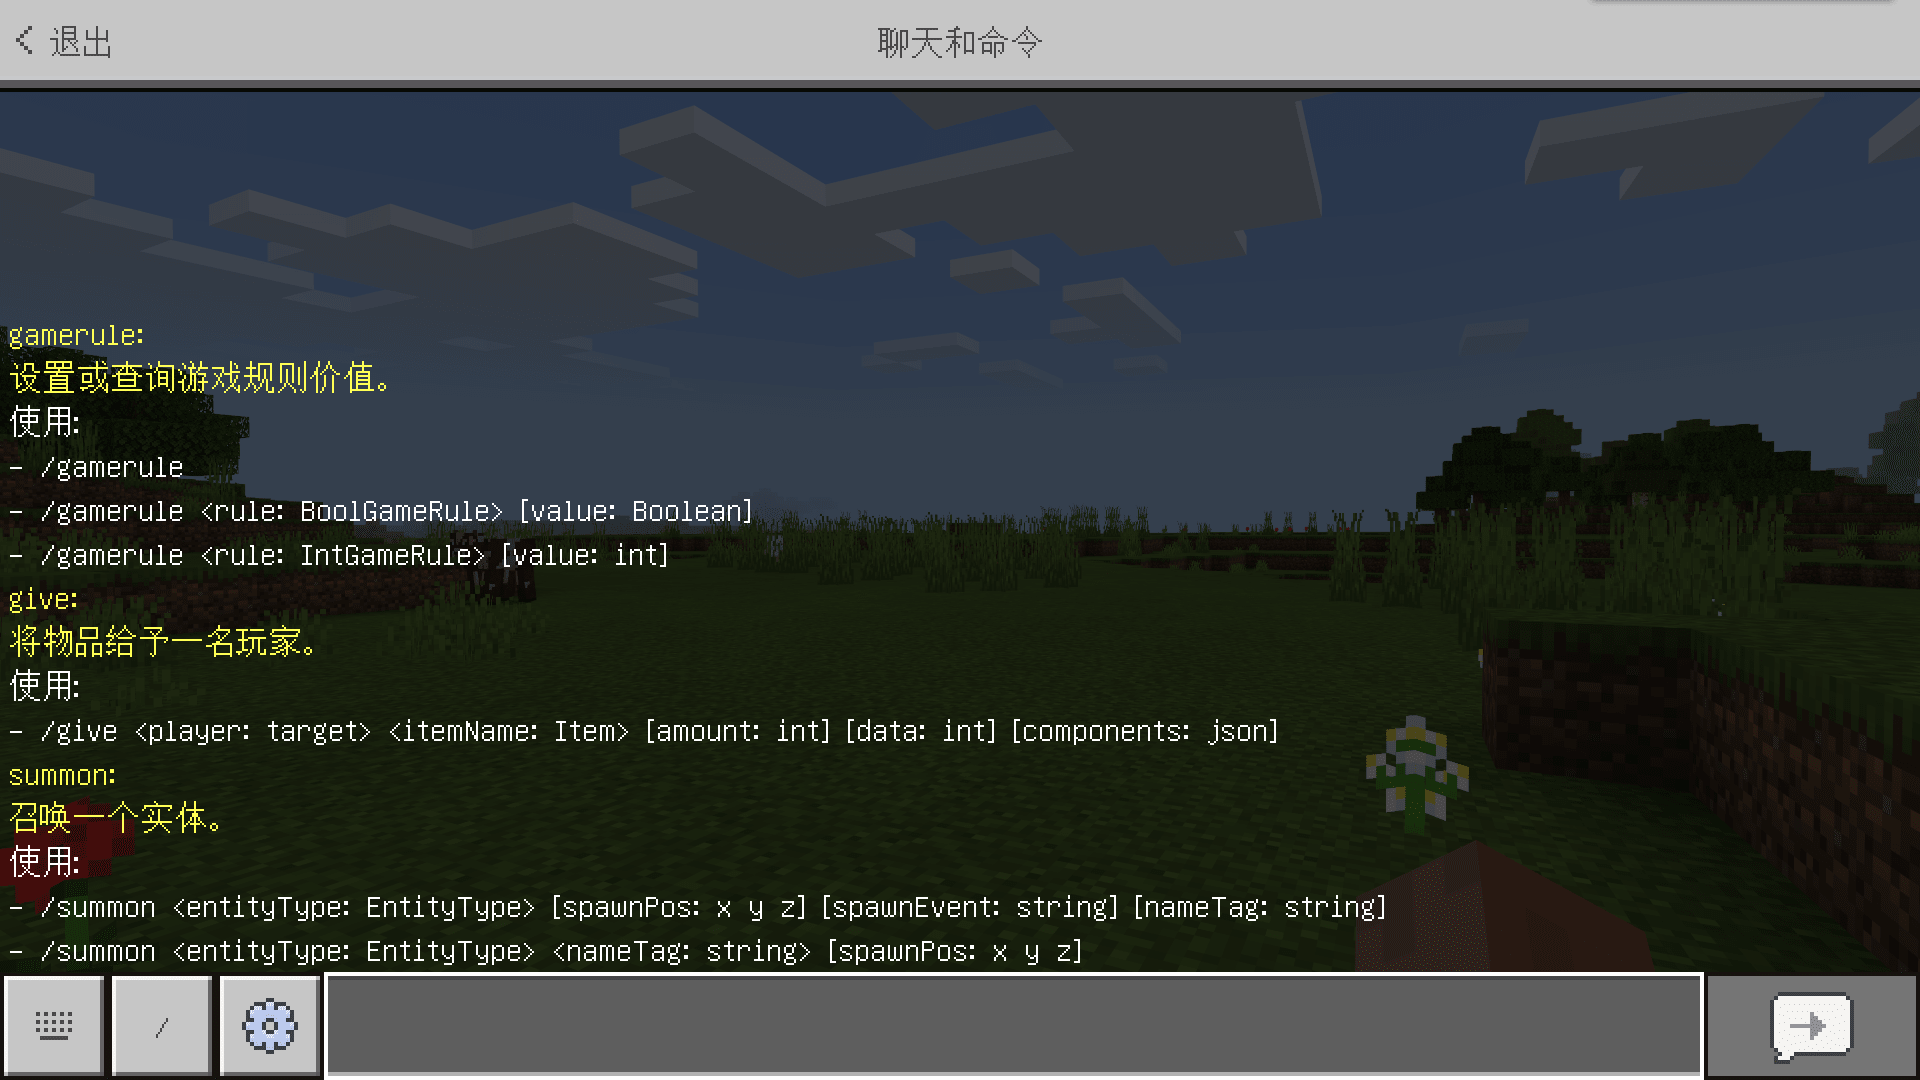 退出
聊天和命令
gamerule:
设置或查询游戏规则价值。
使用:
- /gamerule
- /gamerule <rule: BoolGameRule> [value: Boolean]
- /gamerule <rule: IntGameRule> [value: int]
give:
将物品给予一名玩家。
使用:
- /give <player: target> <itemName: Item> [amount: int] [data: int] [components: json]
summon:
召唤一个实体。
使用:
- /summon <entityType: EntityType> [spawnPos: x y z] [spawnEvent: string] [nameTag: string]
- /summon <entityType: EntityType> <nameTag: string> [spawnPos: x y z]
/